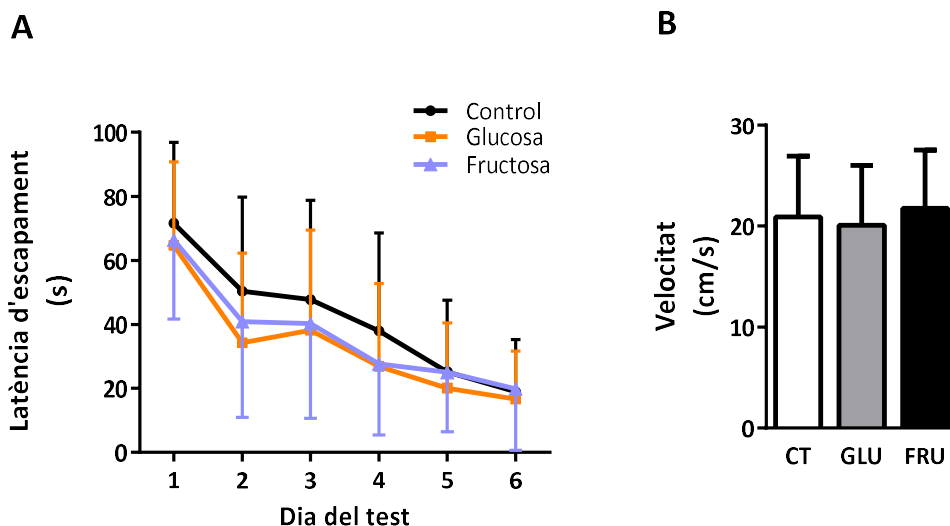 A
Control
Glucosa
Fructosa
Latència d'escapament
(s)
100
80
60
40
20
0
1 2 3 4 5 6
Dia del test
B
Velocitat
(cm/s)
30
20
10
0
CT GLU FRU